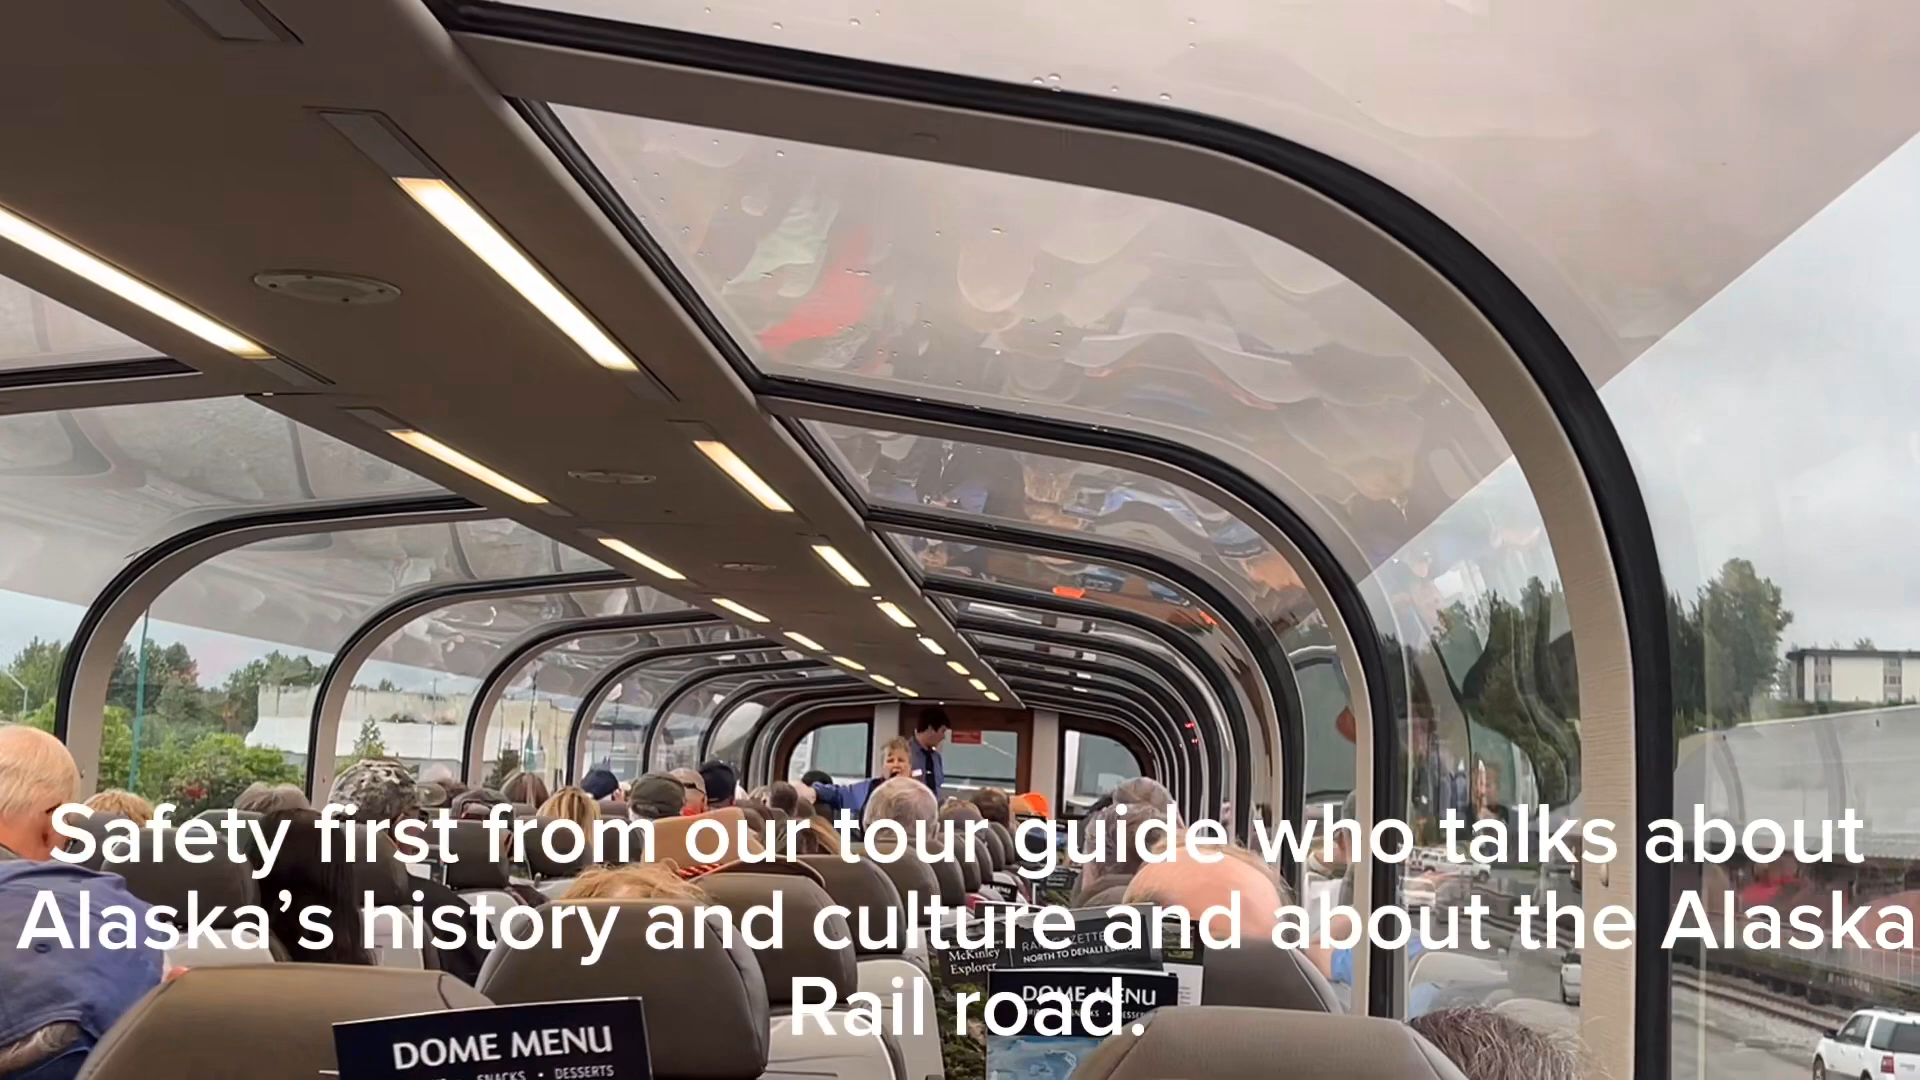 Safety first from our tour guide who talks about
Alaska’s history and culture and about the Alaska
Rail road.
McKinley
Explorer
NORTH TO DENALI
DOME MENU
DOME MENU
SNACKS • DESSERTS